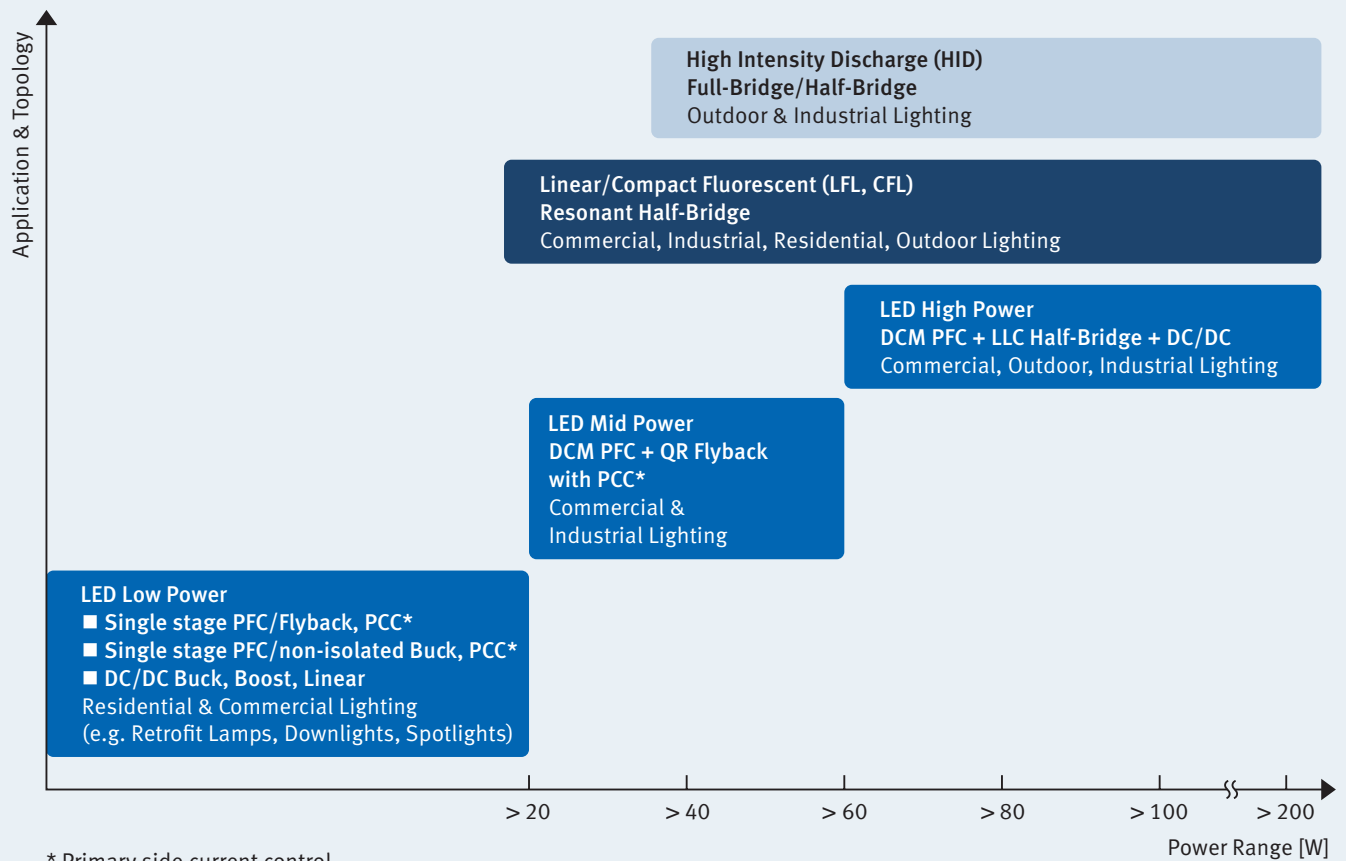 Application & Topology
High Intensity Discharge (HID)
Full-Bridge/Half-Bridge
Outdoor & Industrial Lighting
Linear/Compact Fluorescent (LFL, CFL)
Resonant Half-Bridge
Commercial, Industrial, Residential, Outdoor Lighting
LED High Power
DCM PFC + LLC Half-Bridge + DC/DC
Commercial, Outdoor, Industrial Lighting
LED Mid Power
DCM PFC + QR Flyback
with PCC*
Commercial &
Industrial Lighting
LED Low Power
■ Single stage PFC/Flyback, PCC*
■ Single stage PFC/non-isolated Buck, PCC*
■ DC/DC Buck, Boost, Linear
Residential & Commercial Lighting
(e.g. Retrofit Lamps, Downlights, Spotlights)
> 20 > 40 > 60 > 80 > 100 > 200
Power Range [W]
* Primary side current control